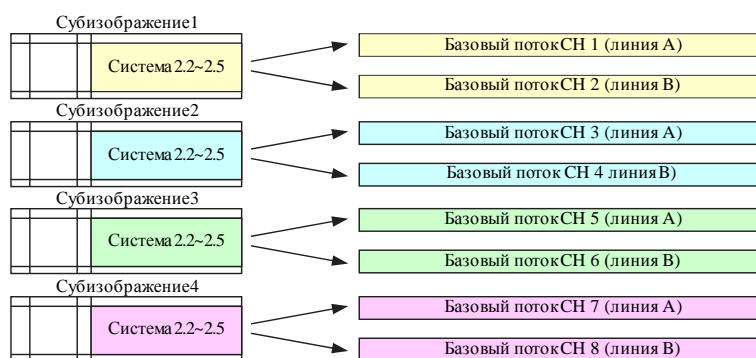 Субизображение1
Система 2.2~2.5
Базовый поток CH 1 (линия A)
Базовый поток CH 2 (линия B)
Субизображение2
Система 2.2~2.5
Базовый поток CH 3 (линия A)
Базовый поток CH 4 линия B)
Субизображение3
Система 2.2~2.5
Базовый поток CH 5 (линия A)
Базовый поток CH 6 (линия B)
Субизображение4
Система 2.2~2.5
Базовый поток CH 7 (линия A)
Базовый поток CH 8 (линия B)